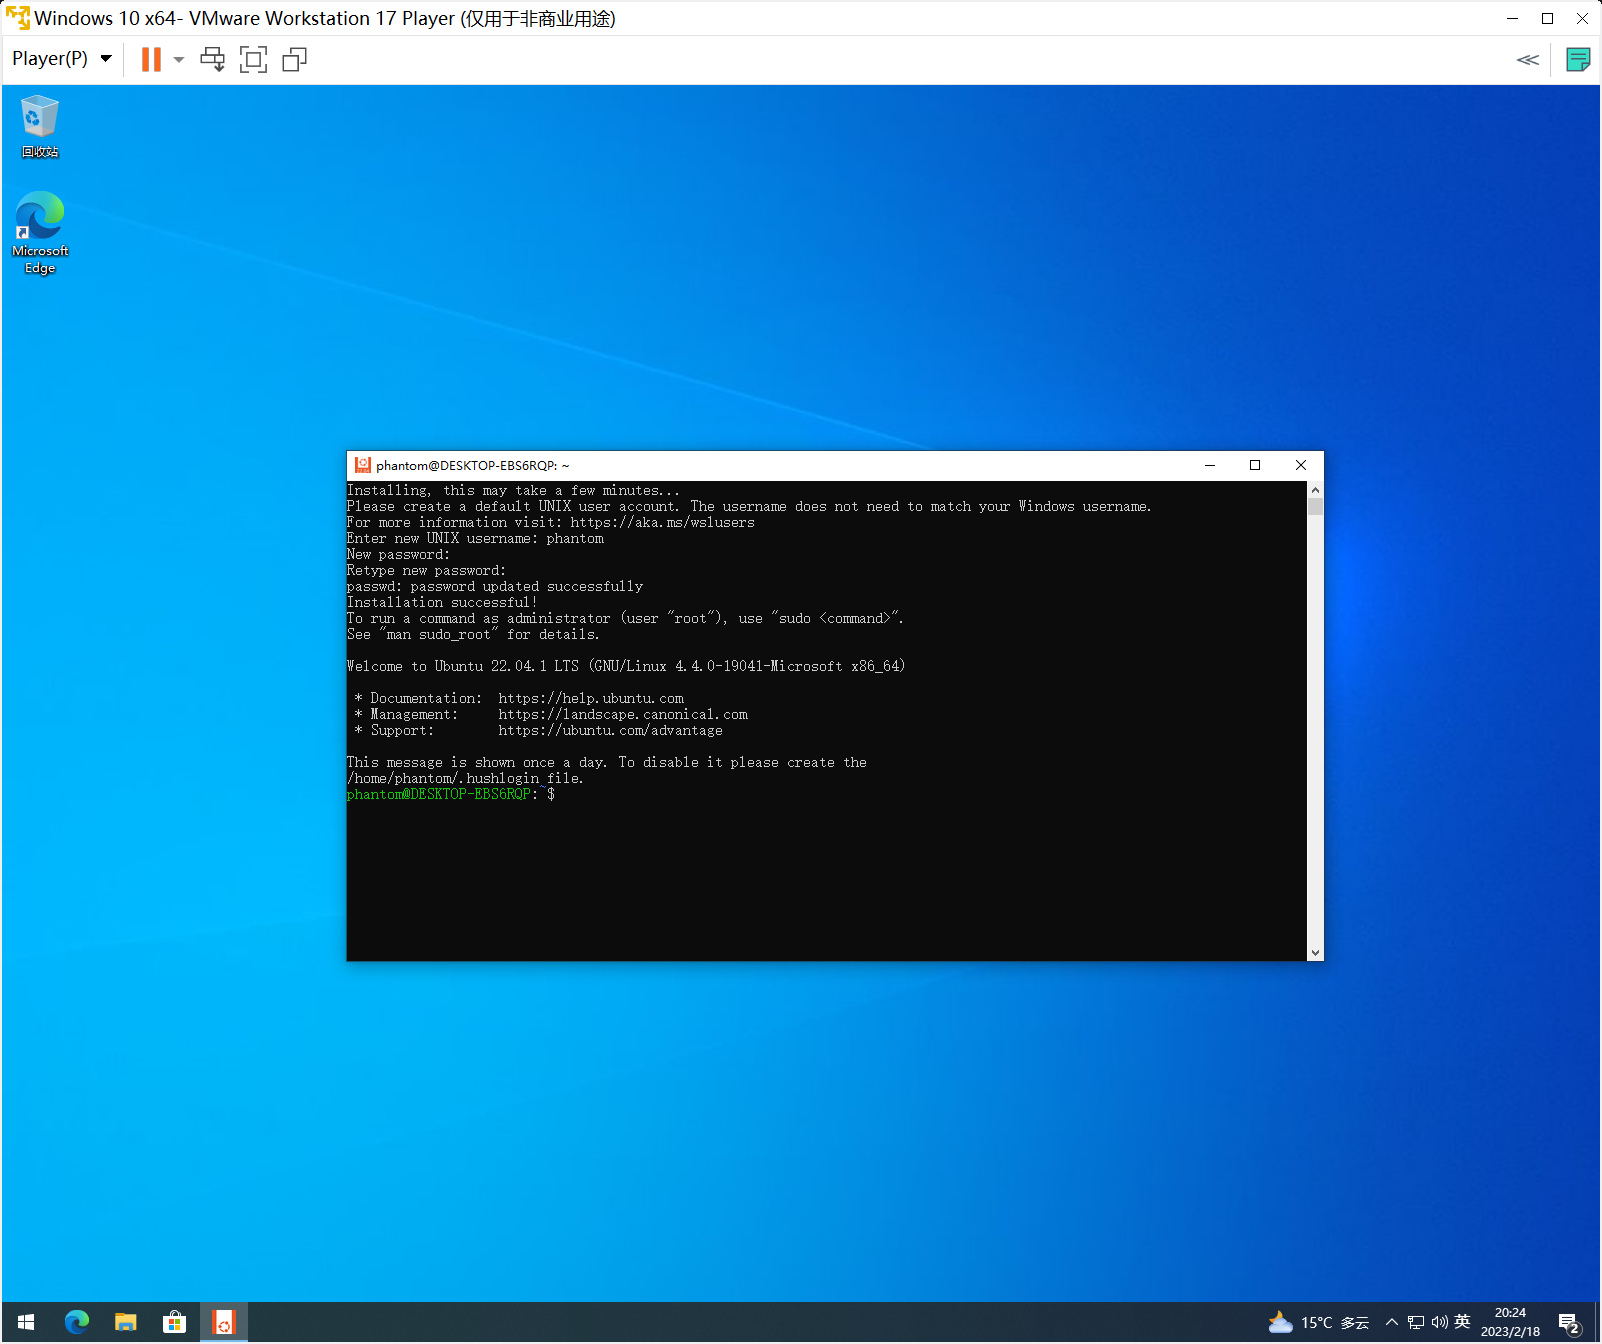 Windows 10 x64- VMware Workstation 17 Player (仅用于非商业用途)
Player(P)
回收站
Microsoft
Edge
phantom@DESKTOP-EBS6RQP: ~
Installing, this may take a few minutes...
Please create a default UNIX user account. The username does not need to match your Windows username.
For more information visit: https://aka.ms/wslusers
Enter new UNIX username: phantom
New password:
Retype new password:
passwd: password updated successfully
Installation successful!
To run a command as administrator (user "root"), use "sudo <command>".
See "man sudo_root" for details.
Welcome to Ubuntu 22.04.1 LTS (GNU/Linux 4.4.0-19041-Microsoft x86_64)
* Documentation:  https://help.ubuntu.com
* Management:     https://landscape.canonical.com
* Support:        https://ubuntu.com/advantage
This message is shown once a day. To disable it please create the
/home/phantom/.hushlogin file.
phantom@DESKTOP-EBS6RQP:~$
15°C 多云
英
20:24
2023/2/18
2